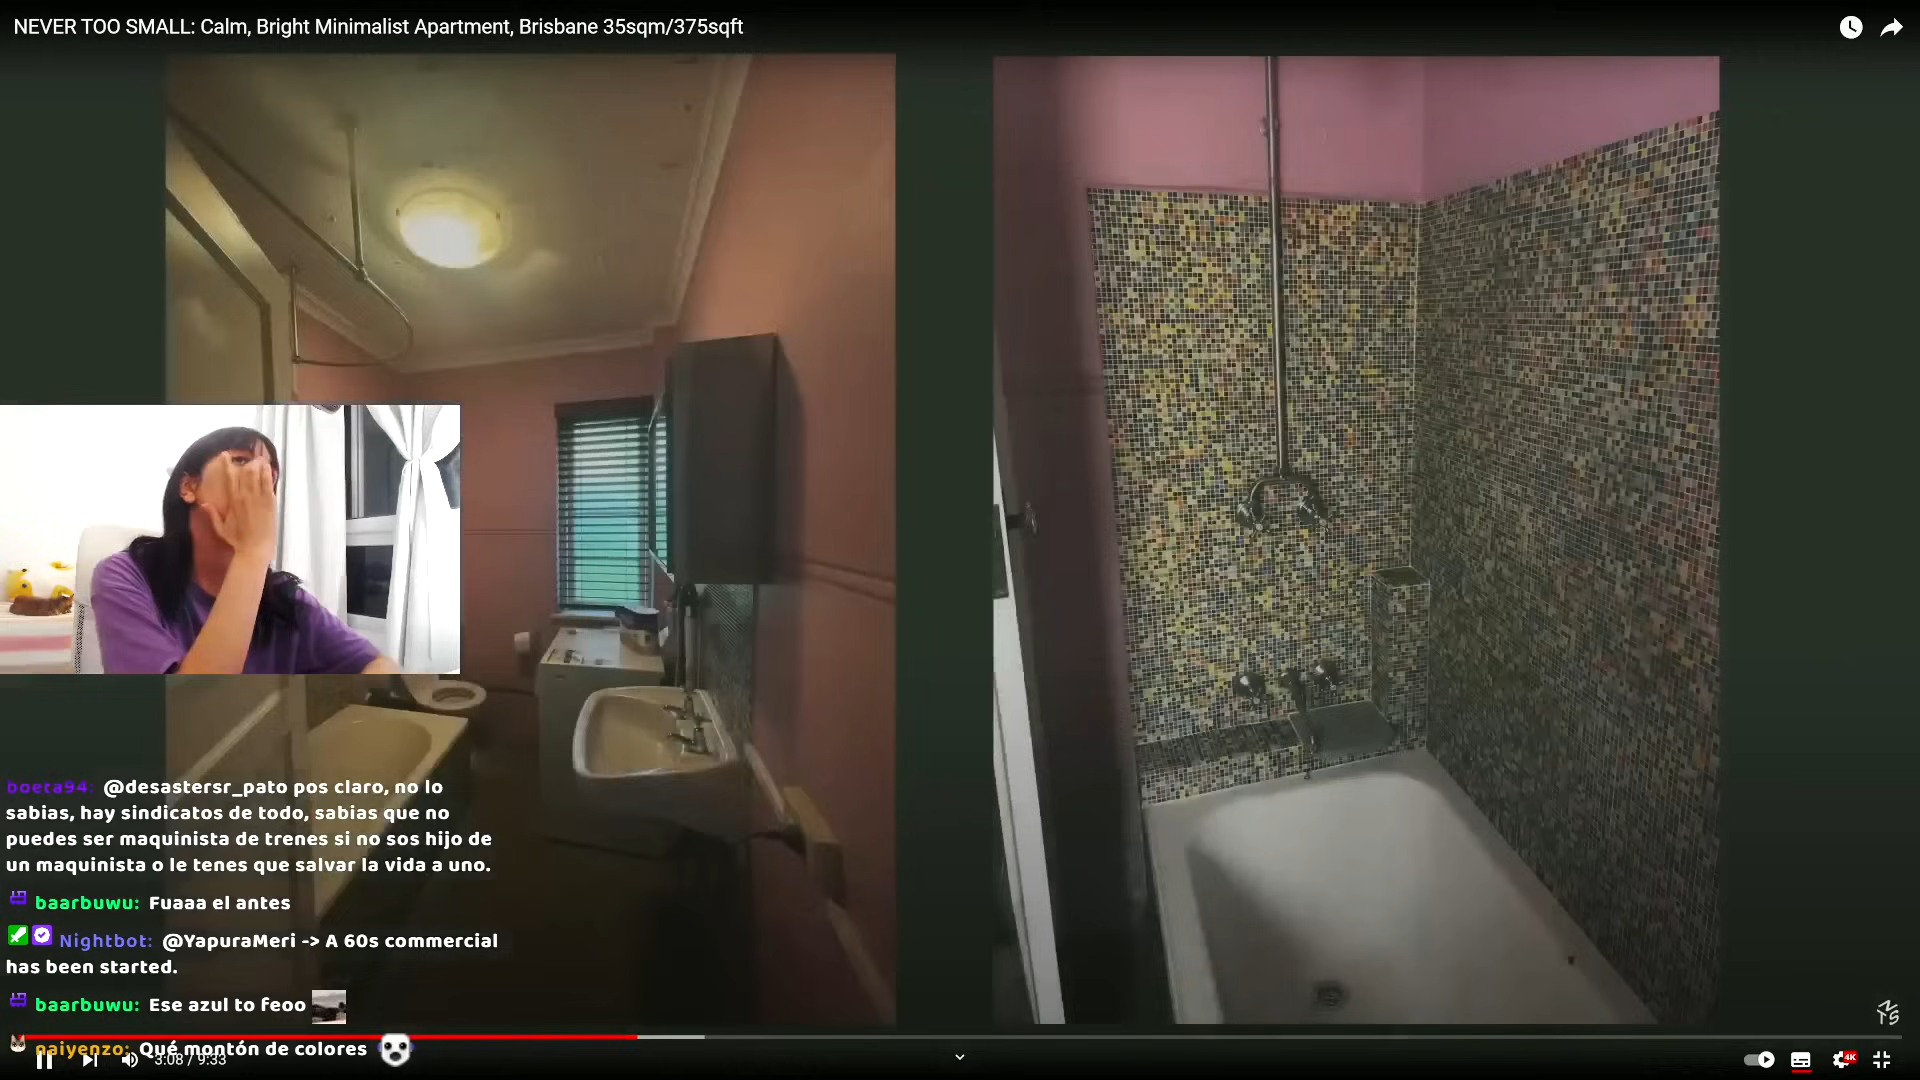 NEVER TOO SMALL: Calm, Bright Minimalist Apartment, Brisbane 35sqm/375sqft
boeta94: @desastersr_pato pos claro, no lo
sabias, hay sindicatos de todo, sabias que no
puedes ser maquinista de trenes si no sos hijo de
un maquinista o le tenes que salvar la vida a uno.
baarbuwu: Fuaaa el antes
Nightbot: @YapuraMeri -> A 60s commercial
has been started.
baarbuwu: Ese azul to feoo
naiyenzo: Qué montón de colores
3:08 / 9:33
4K
NTS